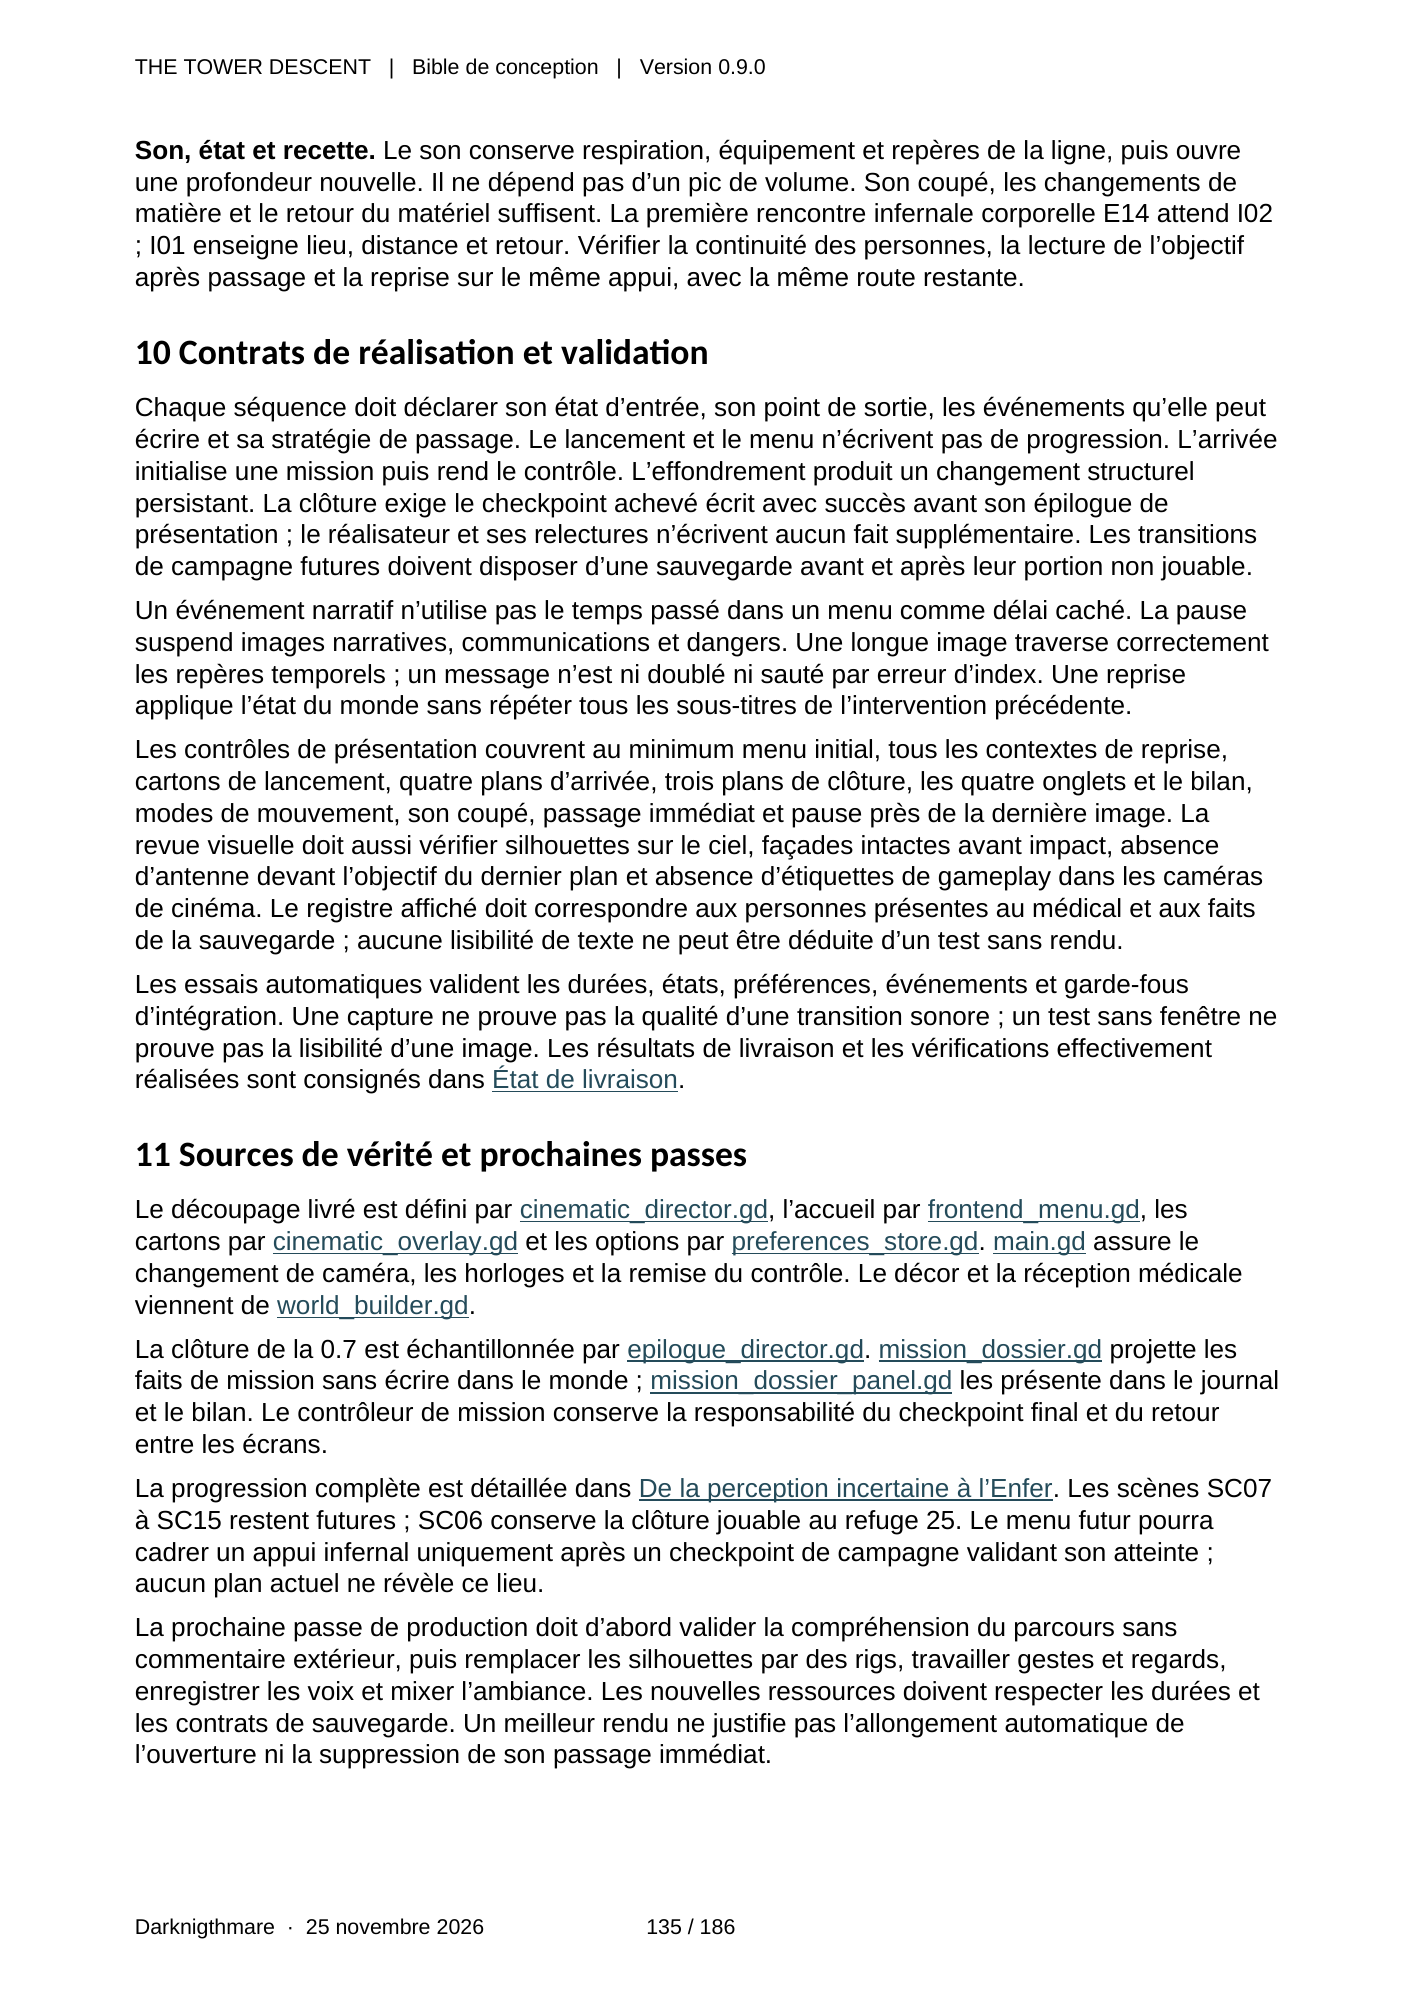 THE TOWER DESCENT | Bible de conception | Version 0.9.0
Son, état et recette. Le son conserve respiration, équipement et repères de la ligne, puis ouvre
une profondeur nouvelle. Il ne dépend pas d’un pic de volume. Son coupé, les changements de
matière et le retour du matériel suffisent. La première rencontre infernale corporelle E14 attend I02
; I01 enseigne lieu, distance et retour. Vérifier la continuité des personnes, la lecture de l’objectif
après passage et la reprise sur le même appui, avec la même route restante.
10 Contrats de réalisation et validation
Chaque séquence doit déclarer son état d’entrée, son point de sortie, les événements qu’elle peut
écrire et sa stratégie de passage. Le lancement et le menu n’écrivent pas de progression. L’arrivée
initialise une mission puis rend le contrôle. L’effondrement produit un changement structurel
persistant. La clôture exige le checkpoint achevé écrit avec succès avant son épilogue de
présentation ; le réalisateur et ses relectures n’écrivent aucun fait supplémentaire. Les transitions
de campagne futures doivent disposer d’une sauvegarde avant et après leur portion non jouable.
Un événement narratif n’utilise pas le temps passé dans un menu comme délai caché. La pause
suspend images narratives, communications et dangers. Une longue image traverse correctement
les repères temporels ; un message n’est ni doublé ni sauté par erreur d’index. Une reprise
applique l’état du monde sans répéter tous les sous-titres de l’intervention précédente.
Les contrôles de présentation couvrent au minimum menu initial, tous les contextes de reprise,
cartons de lancement, quatre plans d’arrivée, trois plans de clôture, les quatre onglets et le bilan,
modes de mouvement, son coupé, passage immédiat et pause près de la dernière image. La
revue visuelle doit aussi vérifier silhouettes sur le ciel, façades intactes avant impact, absence
d’antenne devant l’objectif du dernier plan et absence d’étiquettes de gameplay dans les caméras
de cinéma. Le registre affiché doit correspondre aux personnes présentes au médical et aux faits
de la sauvegarde ; aucune lisibilité de texte ne peut être déduite d’un test sans rendu.
Les essais automatiques valident les durées, états, préférences, événements et garde-fous
d’intégration. Une capture ne prouve pas la qualité d’une transition sonore ; un test sans fenêtre ne
prouve pas la lisibilité d’une image. Les résultats de livraison et les vérifications effectivement
réalisées sont consignés dans État de livraison.
11 Sources de vérité et prochaines passes
Le découpage livré est défini par cinematic_director.gd, l’accueil par frontend_menu.gd, les
cartons par cinematic_overlay.gd et les options par preferences_store.gd. main.gd assure le
changement de caméra, les horloges et la remise du contrôle. Le décor et la réception médicale
viennent de world_builder.gd.
La clôture de la 0.7 est échantillonnée par epilogue_director.gd. mission_dossier.gd projette les
faits de mission sans écrire dans le monde ; mission_dossier_panel.gd les présente dans le journal
et le bilan. Le contrôleur de mission conserve la responsabilité du checkpoint final et du retour
entre les écrans.
La progression complète est détaillée dans De la perception incertaine à l’Enfer. Les scènes SC07
à SC15 restent futures ; SC06 conserve la clôture jouable au refuge 25. Le menu futur pourra
cadrer un appui infernal uniquement après un checkpoint de campagne validant son atteinte ;
aucun plan actuel ne révèle ce lieu.
La prochaine passe de production doit d’abord valider la compréhension du parcours sans
commentaire extérieur, puis remplacer les silhouettes par des rigs, travailler gestes et regards,
enregistrer les voix et mixer l’ambiance. Les nouvelles ressources doivent respecter les durées et
les contrats de sauvegarde. Un meilleur rendu ne justifie pas l’allongement automatique de
l’ouverture ni la suppression de son passage immédiat.
Darknigthmare · 25 novembre 2026 135 / 186